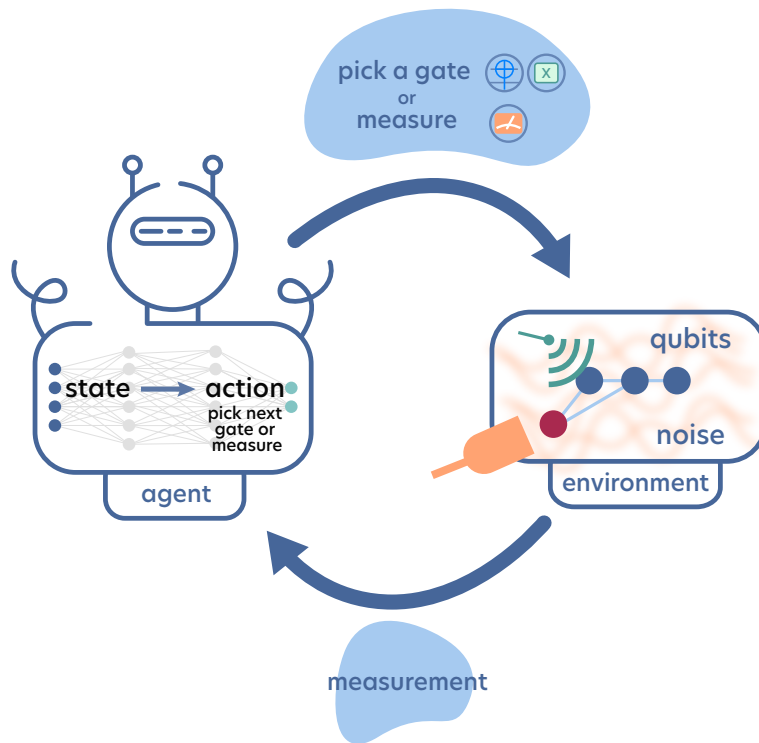 pick a gate
or
measure
X
state
action
pick next
gate or
measure
agent
qubits
noise
environment
measurement